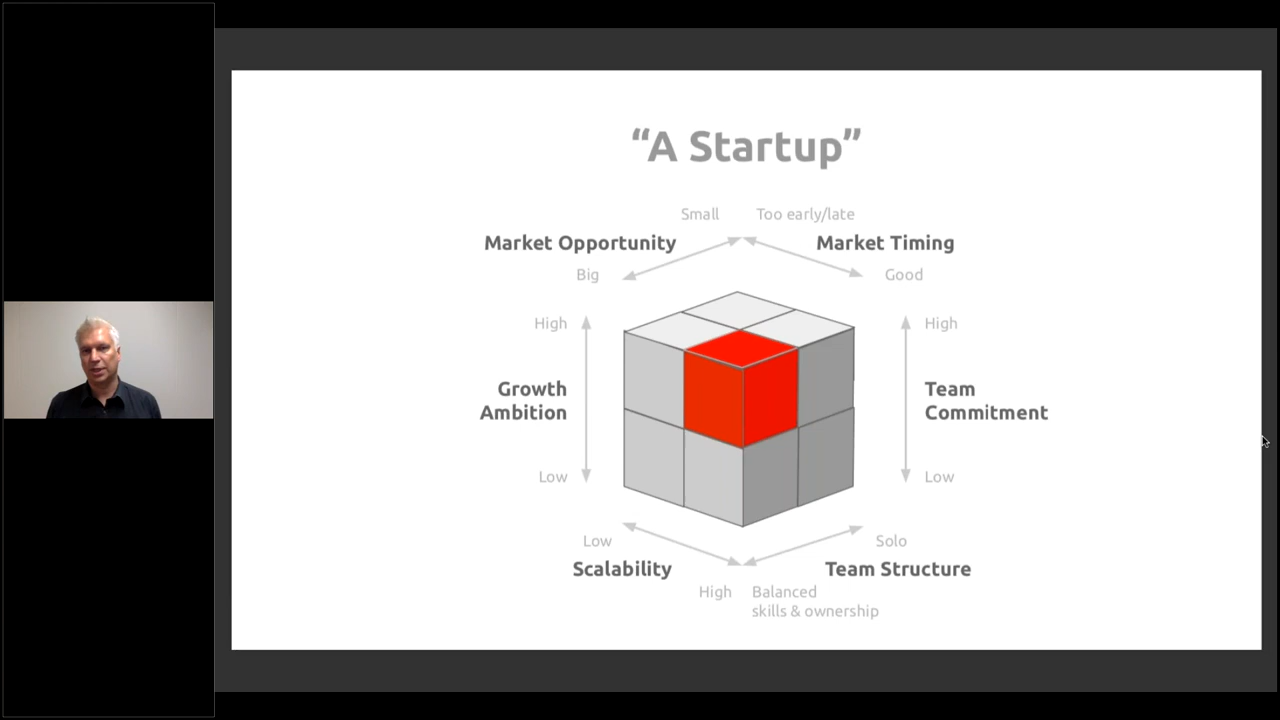 “A Startup”
Small
Too early/late
Market Opportunity
Market Timing
Big
Good
High
High
Growth
Ambition
Team
Commitment
Low
Low
Low
Solo
Scalability
Team Structure
High
Balanced
skills & ownership